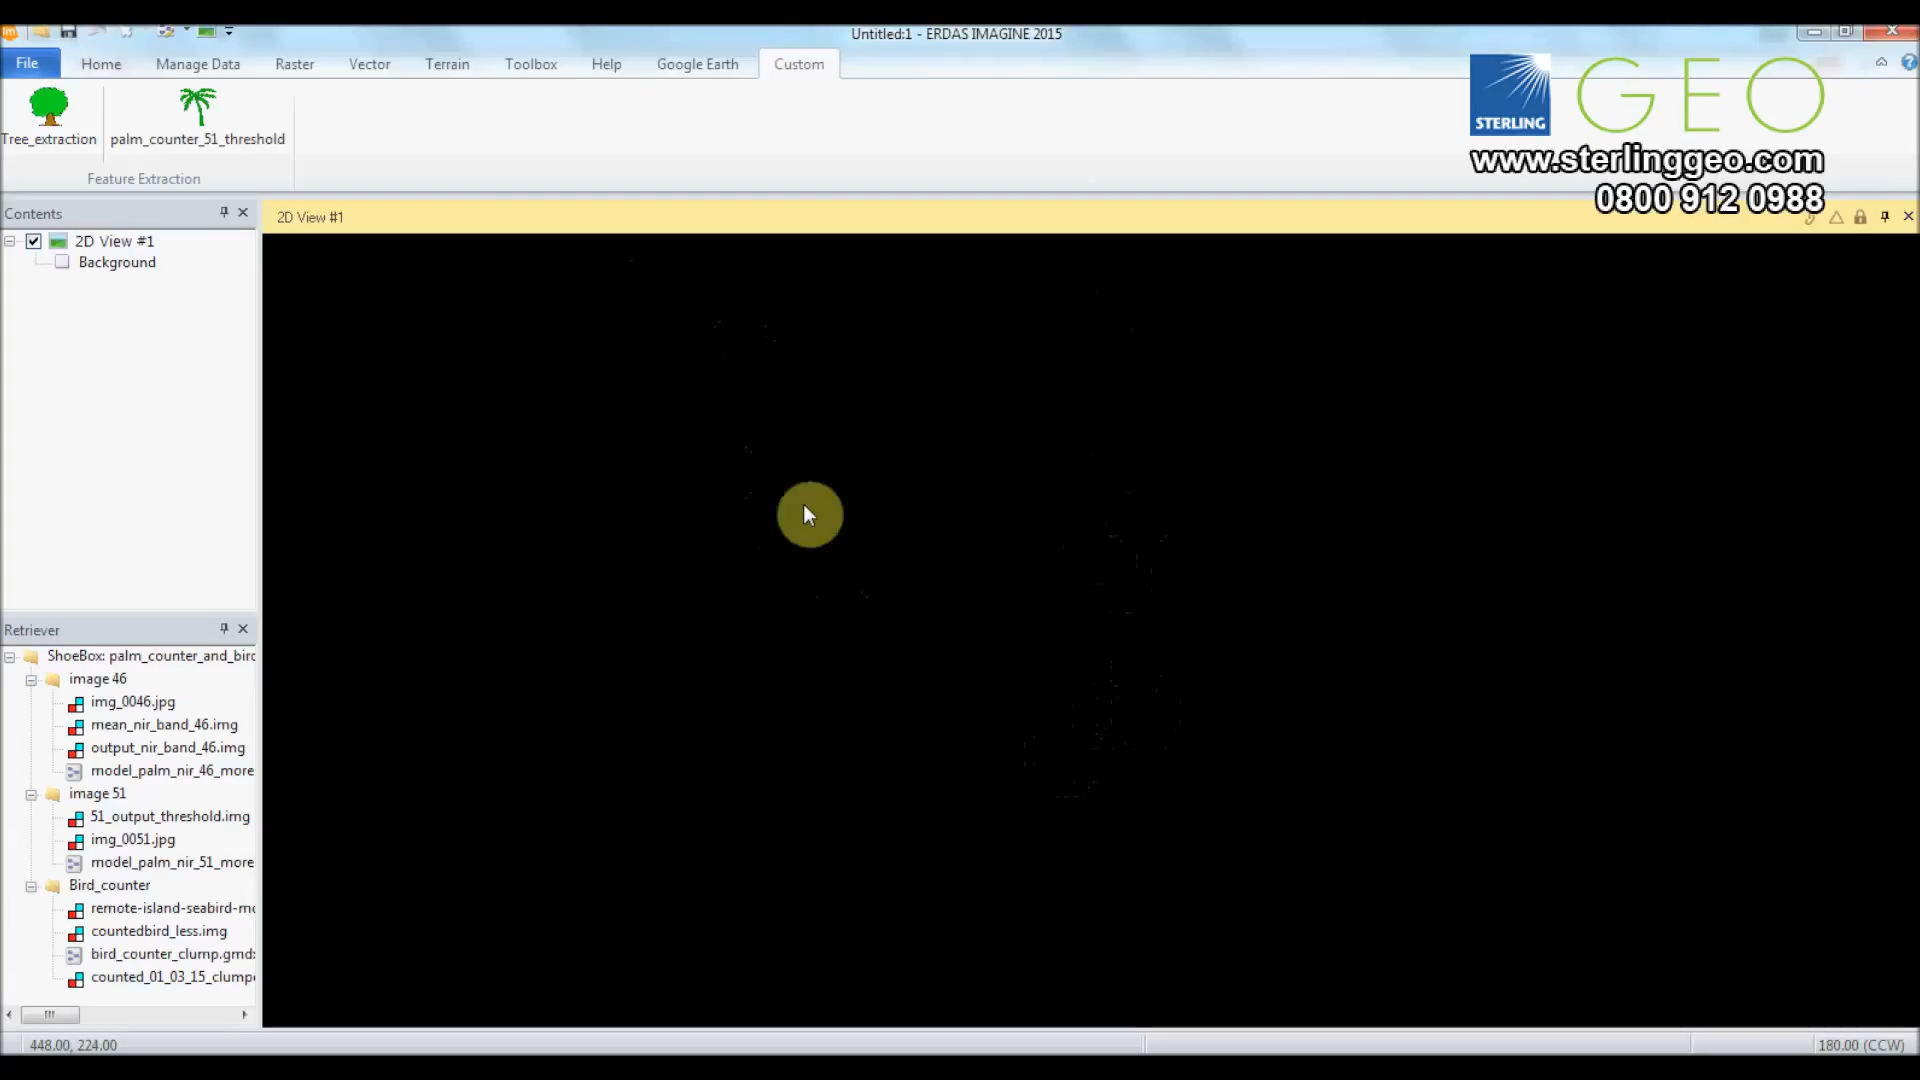 Untitled:1 - ERDAS IMAGINE 2015
File Home Manage Data Raster Vector Terrain Toolbox Help Google Earth Custom
STERLING GEO
www.sterlinggeo.com
0800 912 0988
Tree_extraction palm_counter_51_threshold
Feature Extraction
Contents
2D View #1
2D View #1
Background
Retriever
ShoeBox: palm_counter_and_bird
image 46
img_0046.jpg
mean_nir_band_46.img
output_nir_band_46.img
model_palm_nir_46_more
image 51
51_output_threshold.img
img_0051.jpg
model_palm_nir_51_more
Bird_counter
remote-island-seabird-mo
countedbird_less.img
bird_counter_clump.gmd
counted_01_03_15_clump
448.00, 224.00
180.00 (CCW)